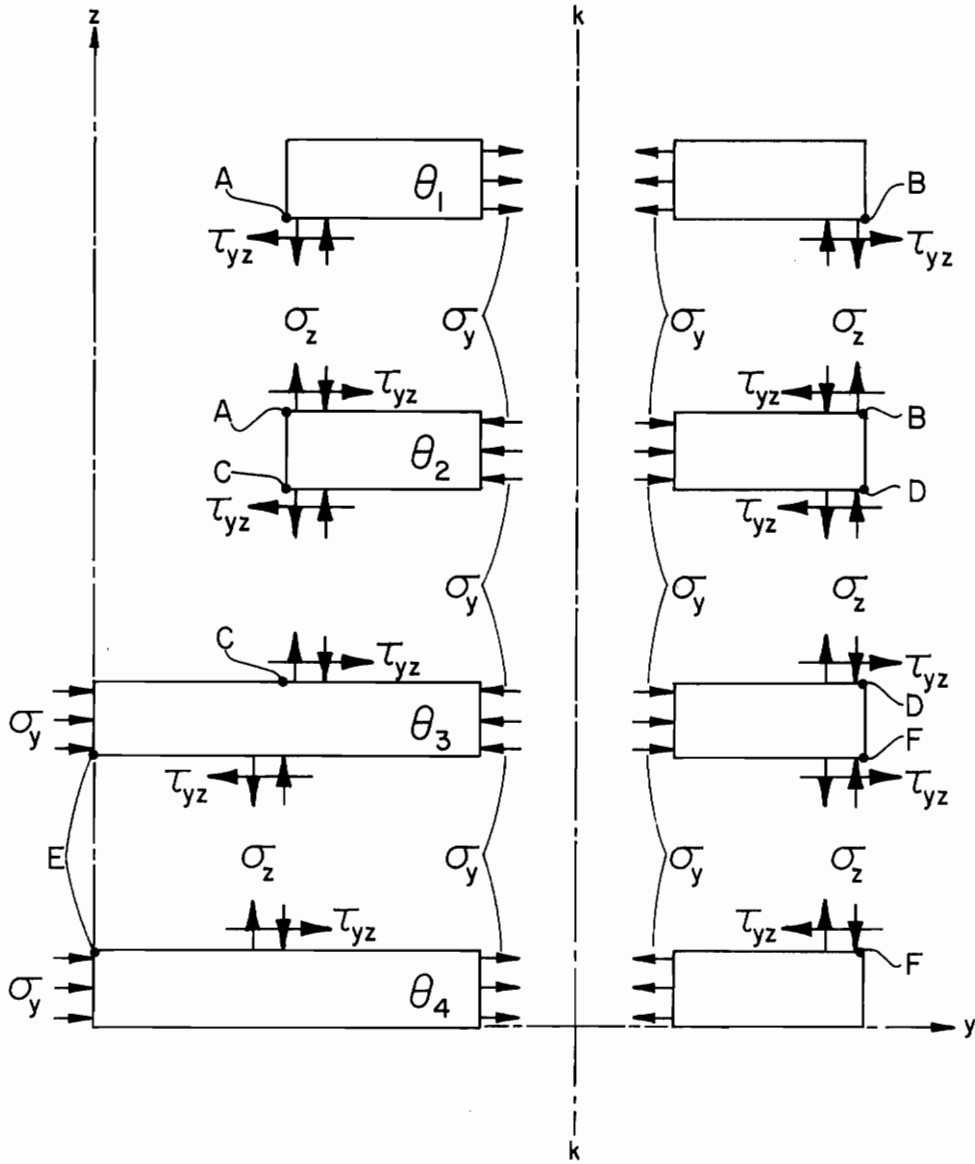 z k
A θ₁ B
τyz τyz
σz σy σy σz
A τyz τyz B
C θ₂ D
τyz τyz
σy σy σz
C τyz τyz
σy θ₃ D
F
τyz τyz
E σz σy σy σz
τyz τyz
σy θ₄ F
y
k